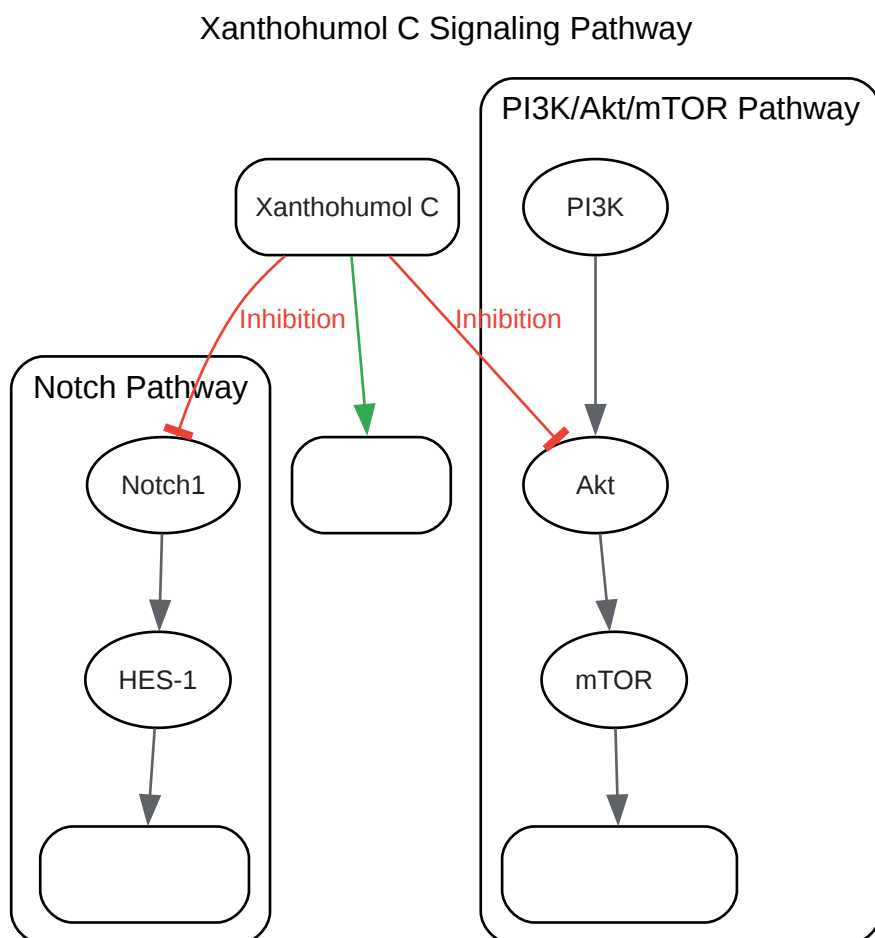 Xanthohumol C Signaling Pathway
PI3K/Akt/mTOR Pathway
Xanthohumol C
PI3K
Inhibition
Inhibition
Notch Pathway
Notch1
Akt
HES-1
mTOR